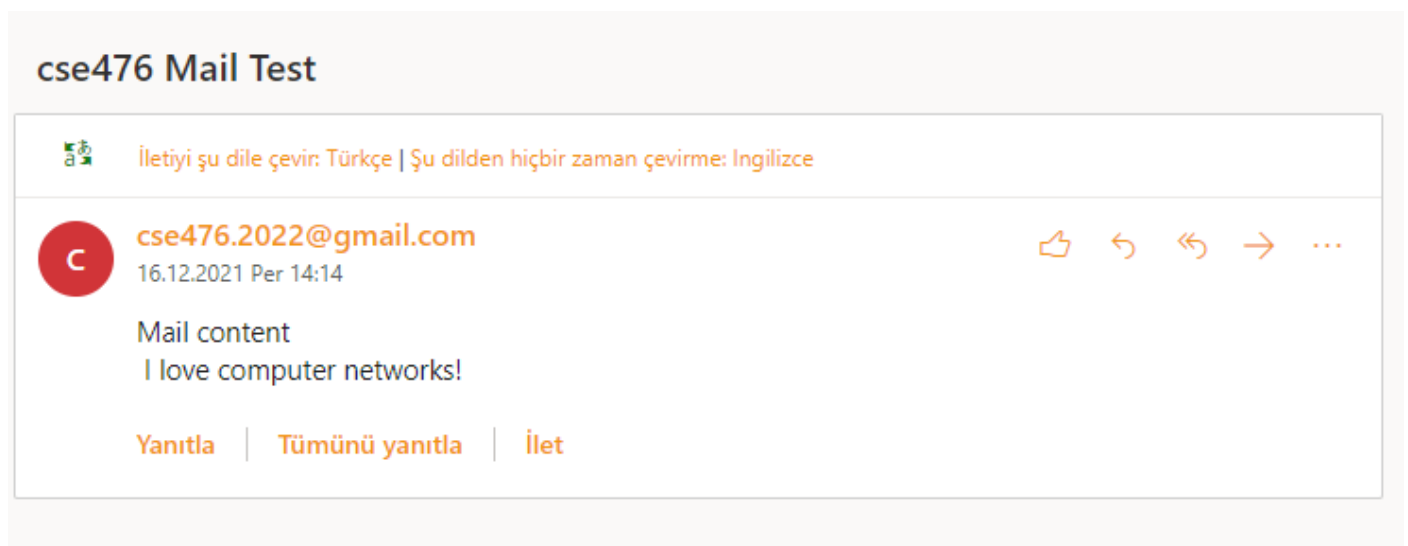 cse476 Mail Test
İletiyi şu dile çevir: Türkçe | Şu dilden hiçbir zaman çevirme: Ingilizce
C
cse476.2022@gmail.com
16.12.2021 Per 14:14
Mail content
I love computer networks!
Yanıtla | Tümünü yanıtla | İlet